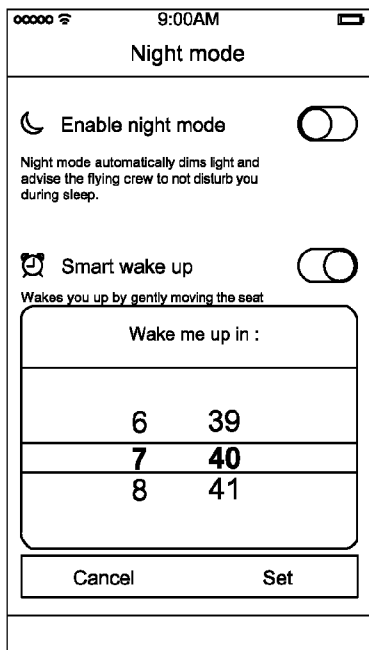 9:00AM
Night mode
Enable night mode
Night mode automatically dims light and
advise the flying crew to not disturb you
during sleep.
Smart wake up
Wakes you up by gently moving the seat
Wake me up in :
6 39
7 40
8 41
Cancel Set